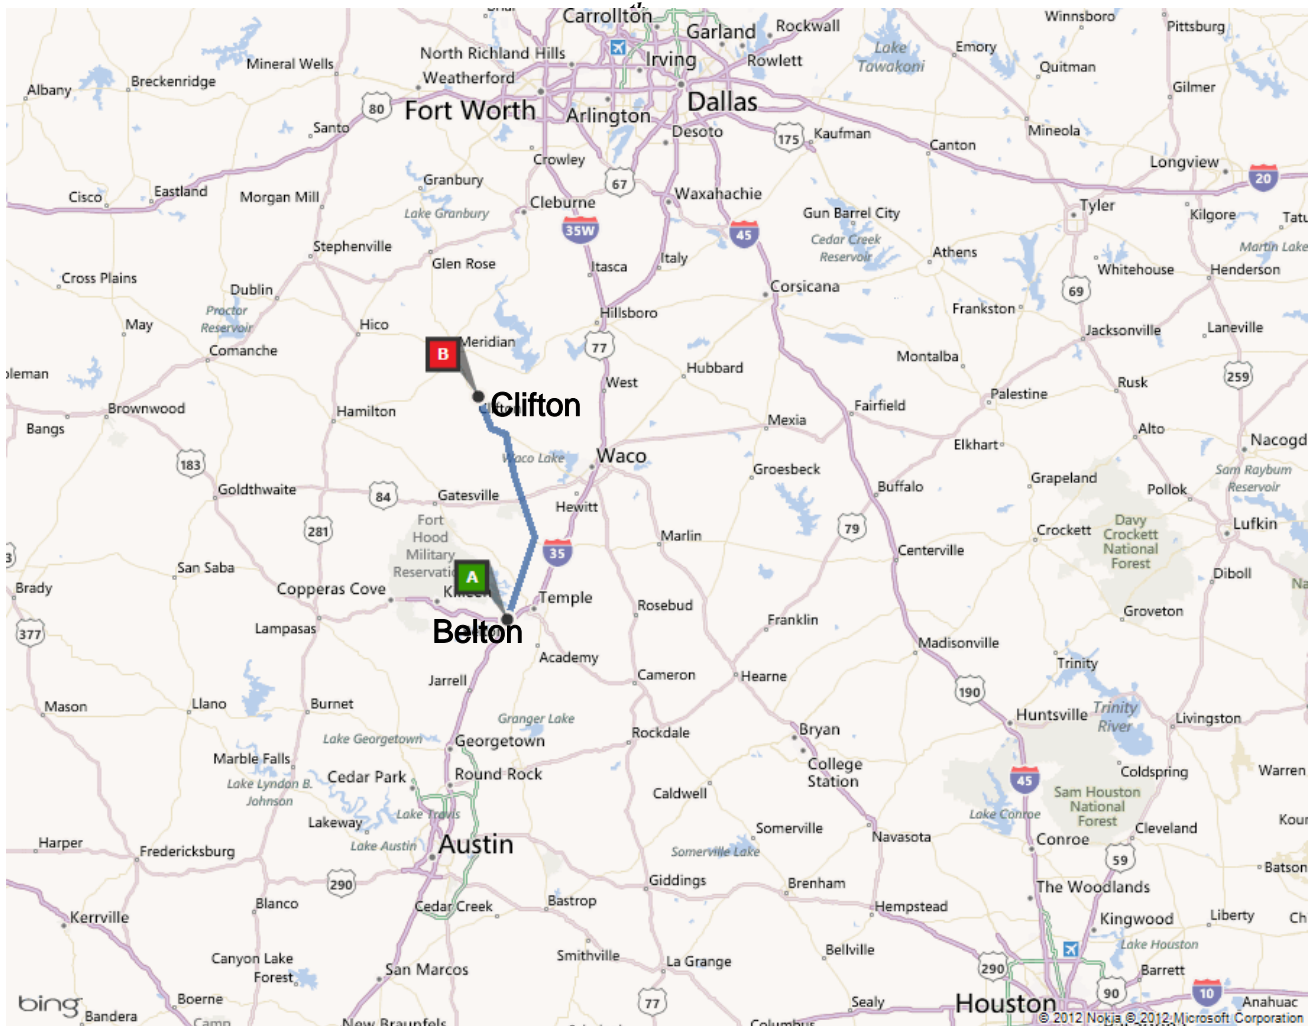 Carrollton
Rockwall
Winnsboro
Pittsburg
Garland
North Richland Hills
Irving
Rowlett
Lake
Tawakoni
Emory
Mineral Wells
Weatherford
Quitman
Albany
Breckenridge
80
Fort Worth
Arlington
Dallas
Gilmer
Santo
Desoto
175
Kaufman
Mineola
Crowley
Canton
Longview
67
20
Cisco
Eastland
Morgan Mill
Granbury
Waxahachie
Lake Granbury
Cleburne
Gun Barrel City
Tyler
Kilgore
35W
45
Cedar Creek
Reservoir
Stephenville
Glen Rose
Italy
Itasca
Athens
Whitehouse
Martin Lake
Henderson
Cross Plains
Dublin
Corsicana
69
Proctor
Reservoir
Hillsboro
Frankston
May
Hico
Jacksonville
Laneville
B
Meridian
77
Comanche
Montalba
Hubbard
259
West
Rusk
Clifton
Palestine
Brownwood
Hamilton
Fairfield
Bangs
Mexia
Alto
Elkhart
Nacogd
183
Waco Lake
Waco
Groesbeck
Sam Rayburn
Reservoir
Grapeland
Goldthwaite
84
Gatesville
Buffalo
Pollok
Hewitt
281
Fort
Hood
Military
79
Davy
Crockett
National
Forest
Lufkin
Crockett
Marlin
35
Centerville
San Saba
A
Diboll
Brady
Copperas Cove
Temple
Rosebud
Groveton
377
Lampasas
Belton
Franklin
Academy
Madisonville
Trinity
Jarrell
Cameron
Hearne
190
Mason
Llano
Burnet
Granger Lake
Huntsville
Trinity
River
Livingston
Lake Georgetown
Georgetown
Rockdale
Bryan
Marble Falls
Cedar Park
Round Rock
College
Station
45
Coldspring
Warren
Lake Lyndon B.
Johnson
Caldwell
Sam Houston
National
Forest
Lake Travis
Lakeway
Lake Conroe
Somerville
Navasota
Cleveland
Harper
Lake Austin
Austin
Somerville Lake
Conroe
Fredericksburg
59
290
Giddings
Brenham
The Woodlands
Blanco
Cedar Creek
Bastrop
Hempstead
Kingwood
Liberty
Kerrville
Lake Houston
Canyon Lake
Forest
Smithville
La Grange
Bellville
San Marcos
290
Barrett
bing
Boerne
77
Sealy
Houston
90
10
Anahuac
Bandera
© 2012 Nokia © 2012 Microsoft Corporation